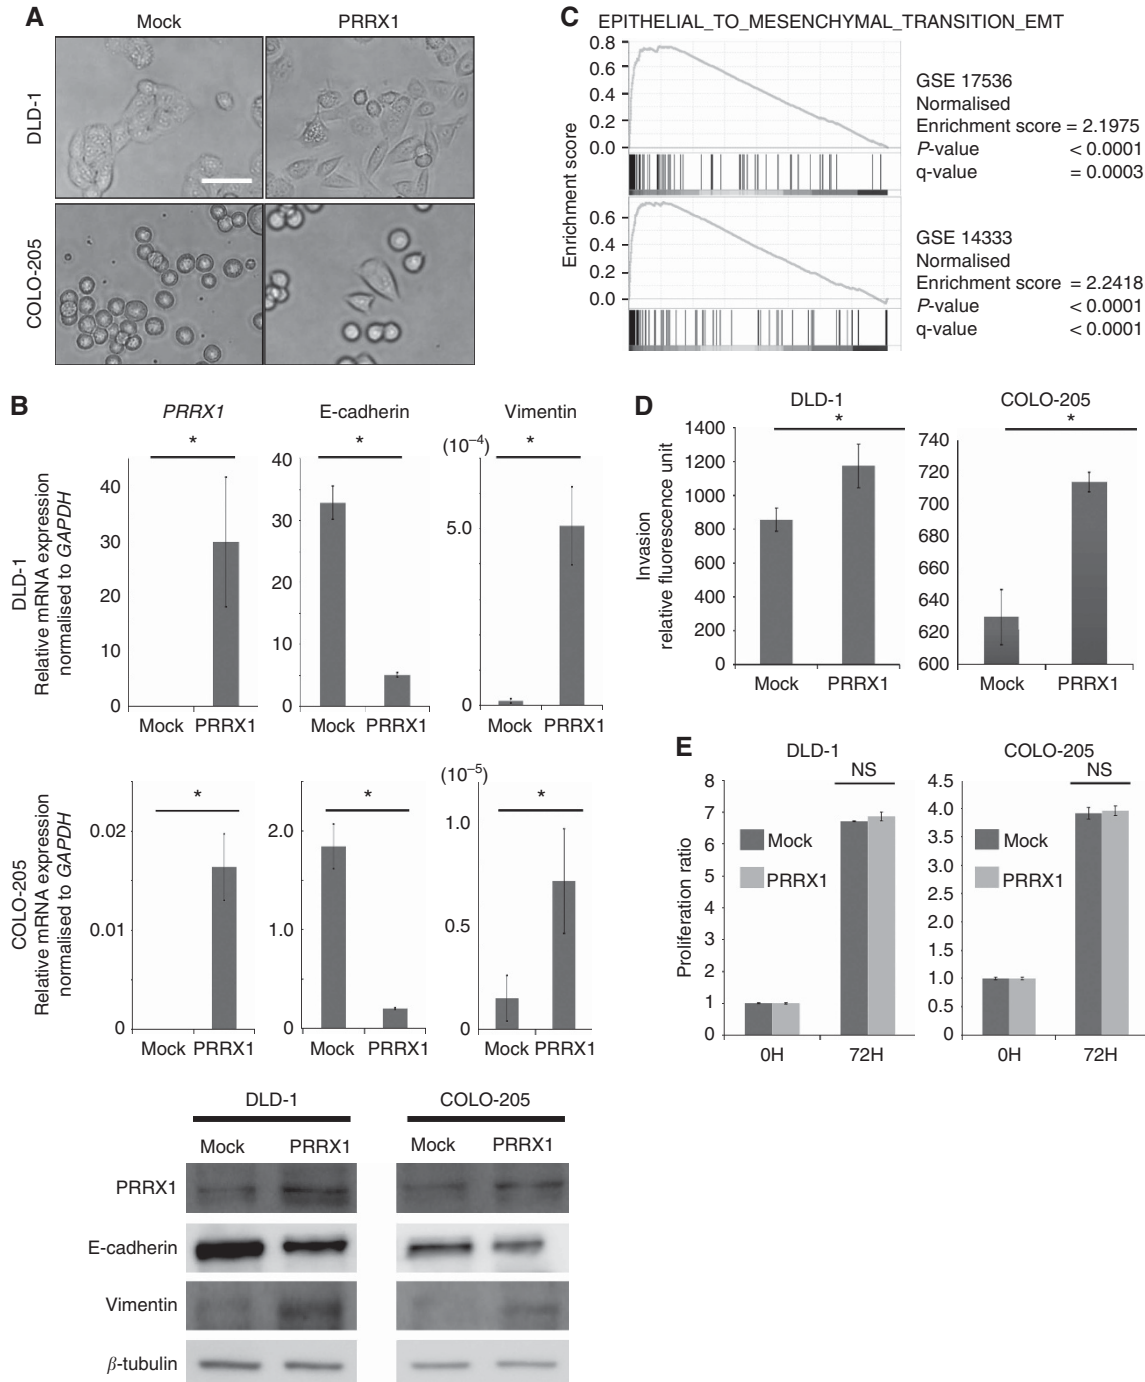 A
Mock
PRRX1
DLD-1
COLO-205
C
EPITHELIAL_TO_MESENCHYMAL_TRANSITION_EMT
Enrichment score
0.8
0.6
0.4
0.2
0.0
GSE 17536
Normalised
Enrichment score = 2.1975
P-value < 0.0001
q-value = 0.0003
0.6
0.4
0.2
0.0
GSE 14333
Normalised
Enrichment score = 2.2418
P-value < 0.0001
q-value < 0.0001
B
DLD-1
Relative mRNA expression
normalised to GAPDH
PRRX1
*
40
30
20
10
0
Mock PRRX1
E-cadherin
*
40
30
20
10
0
Mock PRRX1
Vimentin
(10⁻⁴)
*
5.0
0
Mock PRRX1
COLO-205
Relative mRNA expression
normalised to GAPDH
*
0.02
0.01
0
Mock PRRX1
*
2.0
1.0
0
Mock PRRX1
(10⁻⁵)
*
1.0
0.5
0
Mock PRRX1
DLD-1
COLO-205
Mock
PRRX1
Mock
PRRX1
PRRX1
E-cadherin
Vimentin
β-tubulin
D
Invasion
relative fluorescence unit
DLD-1
*
1400
1200
1000
800
600
400
200
0
Mock PRRX1
COLO-205
*
740
720
700
680
660
640
620
600
Mock PRRX1
E
Proliferation ratio
DLD-1
NS
8
7
6
5
4
3
2
1
0
Mock
PRRX1
0H 72H
COLO-205
NS
4.5
4.0
3.5
3.0
2.5
2.0
1.5
1.0
0.5
0
Mock
PRRX1
0H 72H